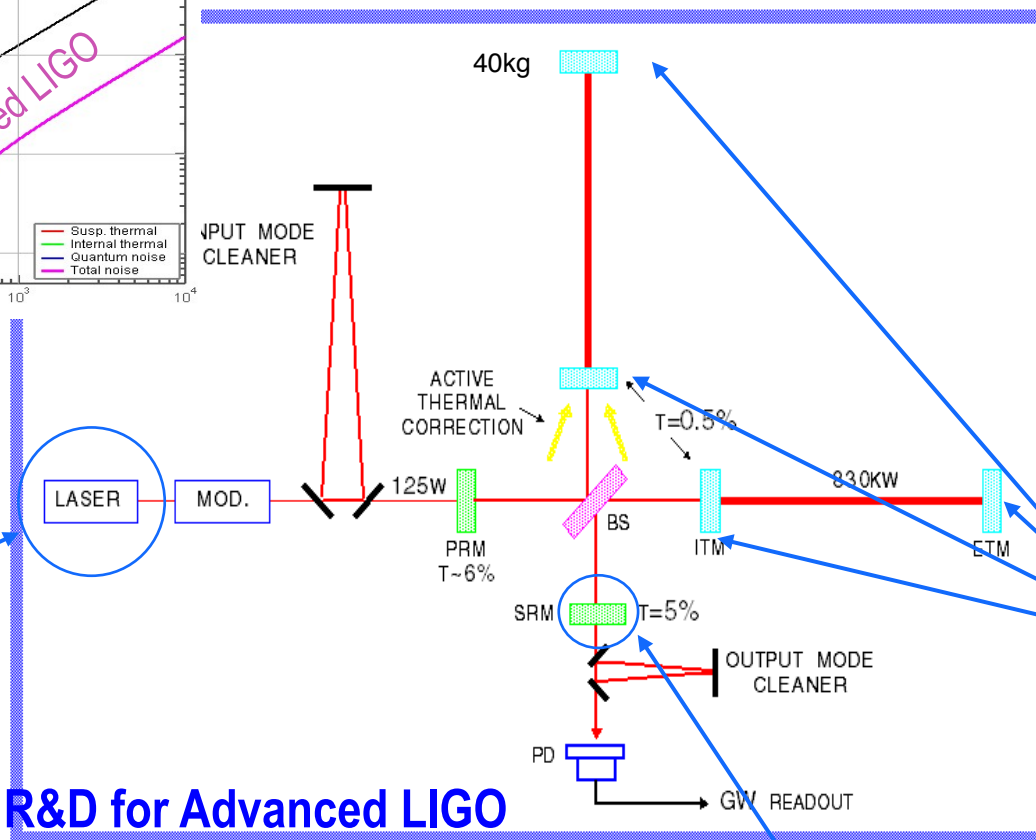 ed LIGO
Susp. thermal
Internal thermal
Quantum noise
Total noise
10³
10⁴
40kg
NPUT MODE
CLEANER
ACTIVE
THERMAL
CORRECTION
T=0.5%
LASER
MOD.
125W
830KW
BS
PRM
T~6%
ITM
ETM
SRM
T=5%
OUTPUT MODE
CLEANER
PD
GW READOUT
R&D for Advanced LIGO